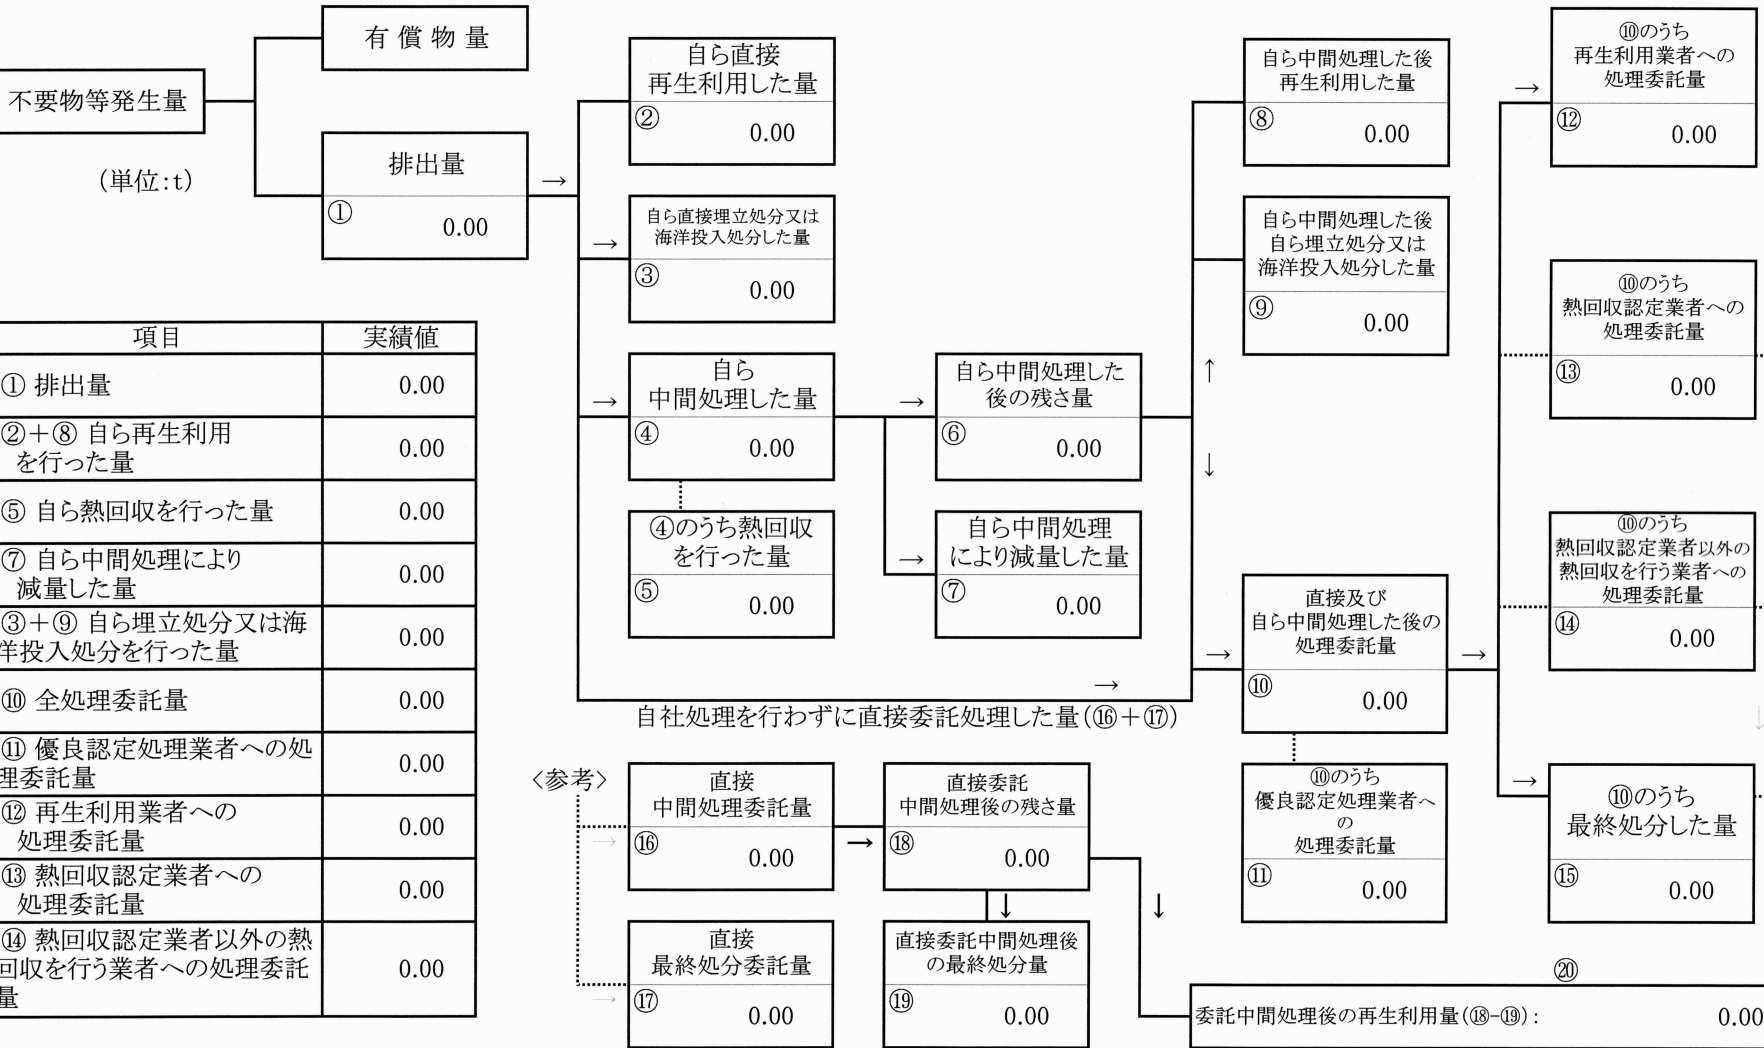 有償物量
不要物等発生量
(単位:t)
排出量
①
0.00
→
自ら直接
再生利用した量
②
0.00
→
自ら直接埋立処分又は
海洋投入処分した量
③
0.00
→
自ら
中間処理した量
④
0.00
④のうち熱回収
を行った量
⑤
0.00
→
自ら中間処理した
後の残さ量
⑥
0.00
→
自ら中間処理
により減量した量
⑦
0.00
→
自社処理を行わずに直接委託処理した量(⑯+⑰)
自ら中間処理した後
再生利用した量
⑧
0.00
自ら中間処理した後
自ら埋立処分又は
海洋投入処分した量
⑨
0.00
↑
↓
→
直接及び
自ら中間処理した後の
処理委託量
⑩
0.00
→
⑩のうち
優良認定処理業者へ
の
処理委託量
⑪
0.00
→
⑩のうち
再生利用業者への
処理委託量
⑫
0.00
⑩のうち
熱回収認定業者への
処理委託量
⑬
0.00
⑩のうち
熱回収認定業者以外の
熱回収を行う業者への
処理委託量
⑭
0.00
→
⑩のうち
最終処分した量
⑮
0.00
項目 実績値
① 排出量 0.00
②+⑧ 自ら再生利用
を行った量 0.00
⑤ 自ら熱回収を行った量 0.00
⑦ 自ら中間処理により
減量した量 0.00
③+⑨ 自ら埋立処分又は海
洋投入処分を行った量 0.00
⑩ 全処理委託量 0.00
⑪ 優良認定処理業者への処
理委託量 0.00
⑫ 再生利用業者への
処理委託量 0.00
⑬ 熱回収認定業者への
処理委託量 0.00
⑭ 熱回収認定業者以外の熱
回収を行う業者への処理委託
量 0.00
〈参考〉
→
直接
中間処理委託量
⑯
0.00
→
直接委託
中間処理後の残さ量
⑱
0.00
↓
↓
→
直接
最終処分委託量
⑰
0.00
直接委託中間処理後
の最終処分量
⑲
0.00
⑳
委託中間処理後の再生利用量(⑱-⑲): 0.00